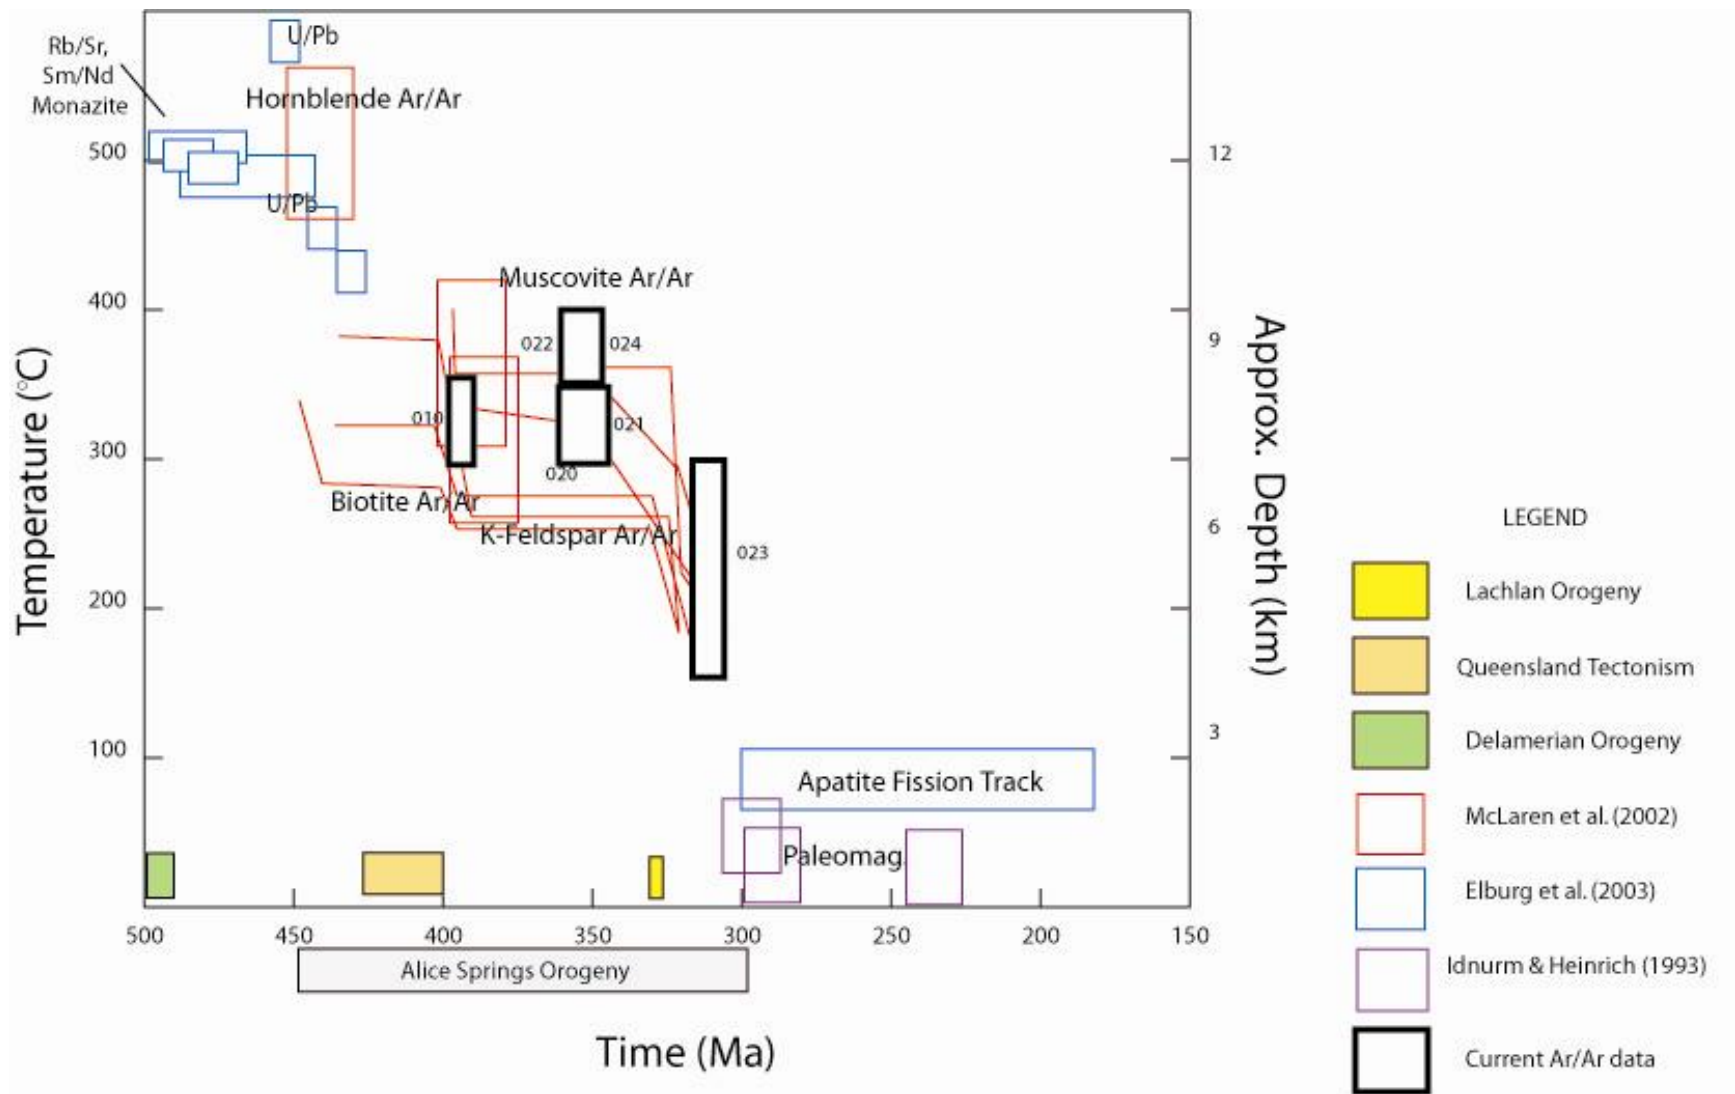 U/Pb
Rb/Sr,
Sm/Nd
Monazite
Hornblende Ar/Ar
500
12
U/Pb
Muscovite Ar/Ar
400
9
022
024
010
021
300
020
Biotite Ar/Ar
K-Feldspar Ar/Ar
6
023
200
3
100
Apatite Fission Track
Paleomag.
500
450
400
350
300
250
200
150
Alice Springs Orogeny
Time (Ma)
Temperature (°C)
Approx. Depth (km)
LEGEND
Lachlan Orogeny
Queensland Tectonism
Delamerian Orogeny
McLaren et al. (2002)
Elburg et al. (2003)
Idnurm & Heinrich (1993)
Current Ar/Ar data